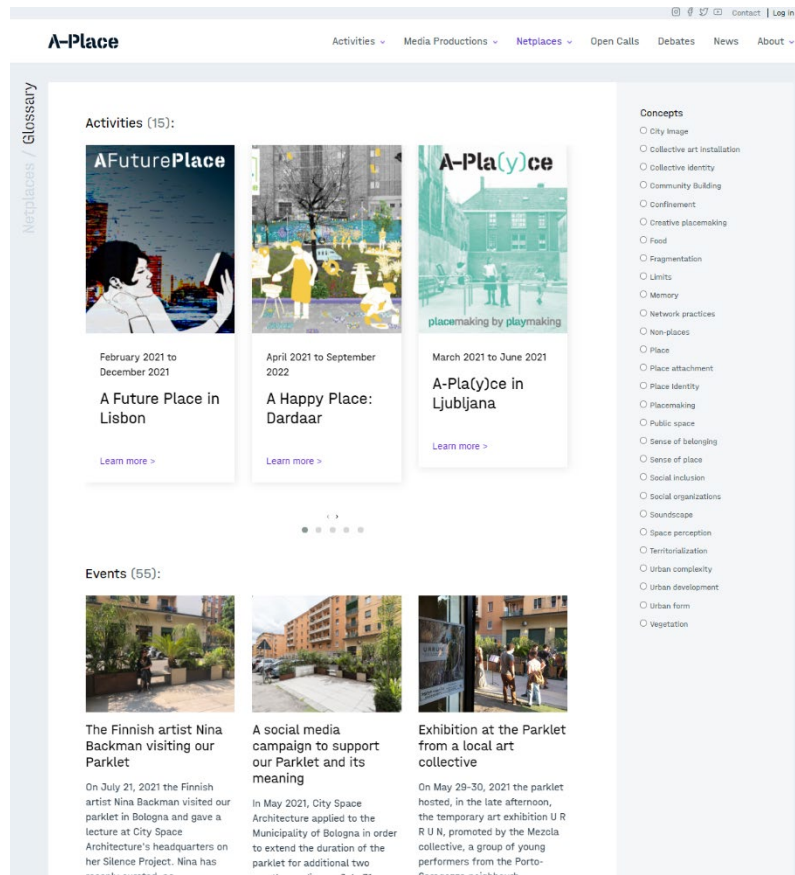 Contact | Log in
A-Place
Activities
Media Productions
Netplaces
Open Calls
Debates
News
About
Netplaces / Glossary
Activities (15):
AFuturePlace
A-Pla(y)ce
placemaking by playmaking
February 2021 to
December 2021
A Future Place in
Lisbon
Learn more >
April 2021 to September
2022
A Happy Place:
Dardaar
Learn more >
March 2021 to June 2021
A-Pla(y)ce in
Ljubljana
Learn more >
Events (55):
The Finnish artist Nina
Backman visiting our
Parklet
On July 21, 2021 the Finnish
artist Nina Backman visited our
parklet in Bologna and gave a
lecture at City Space
Architecture's headquarters on
her Silence Project. Nina has
A social media
campaign to support
our Parklet and its
meaning
In May 2021, City Space
Architecture applied to the
Municipality of Bologna in order
to extend the duration of the
parklet for additional two
Exhibition at the Parklet
from a local art
collective
On May 29-30, 2021 the parklet
hosted, in the late afternoon,
the temporary art exhibition U R
R U N, promoted by the Mezcla
collective, a group of young
performers from the Porto-
Concepts
City Image
Collective art installation
Collective identity
Community Building
Confinement
Creative placemaking
Food
Fragmentation
Limits
Memory
Network practices
Non-places
Place
Place attachment
Place Identity
Placemaking
Public space
Sense of belonging
Sense of place
Social inclusion
Social organizations
Soundscape
Space perception
Territorialization
Urban complexity
Urban development
Urban form
Vegetation